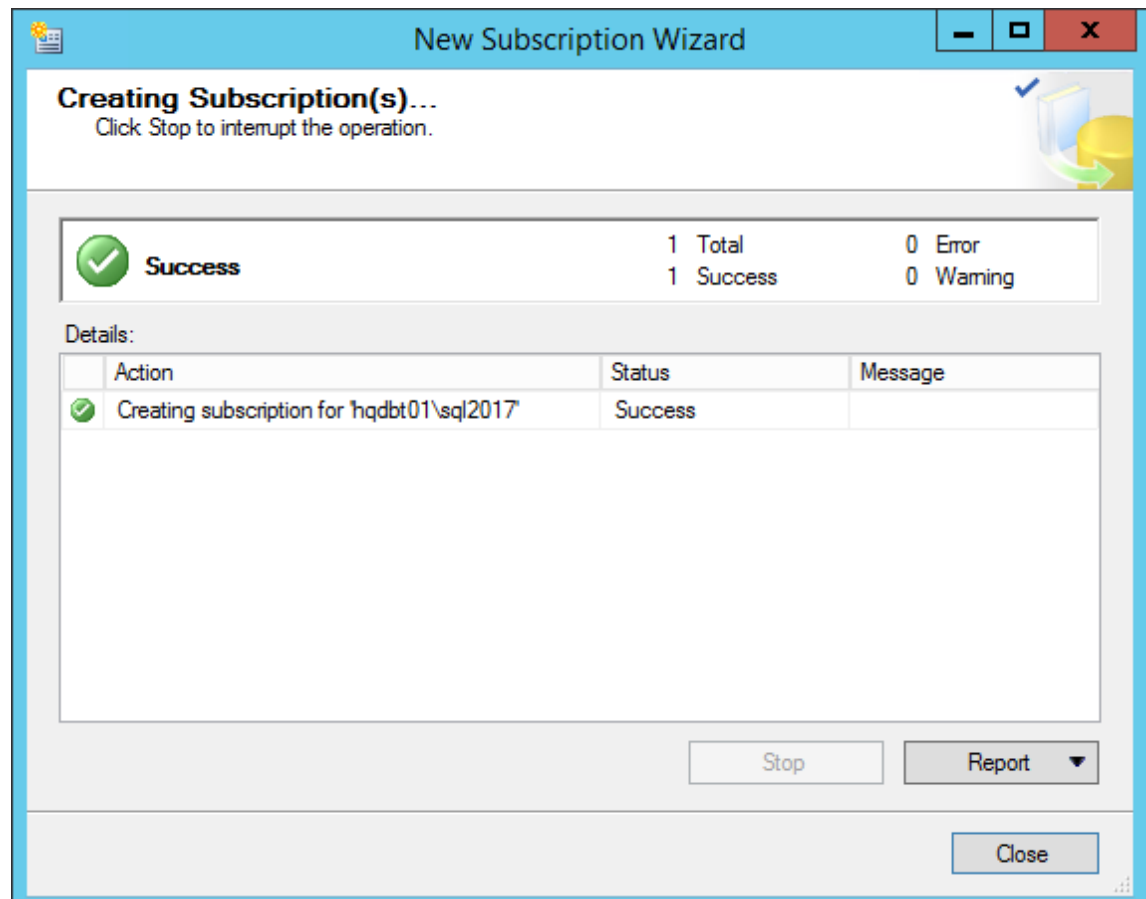 New Subscription Wizard
Creating Subscription(s)...
Click Stop to interrupt the operation.
Success
1 Total 0 Error
1 Success 0 Warning
Details:
Action Status Message
Creating subscription for 'hqdbt01\sql2017' Success
Stop Report
Close